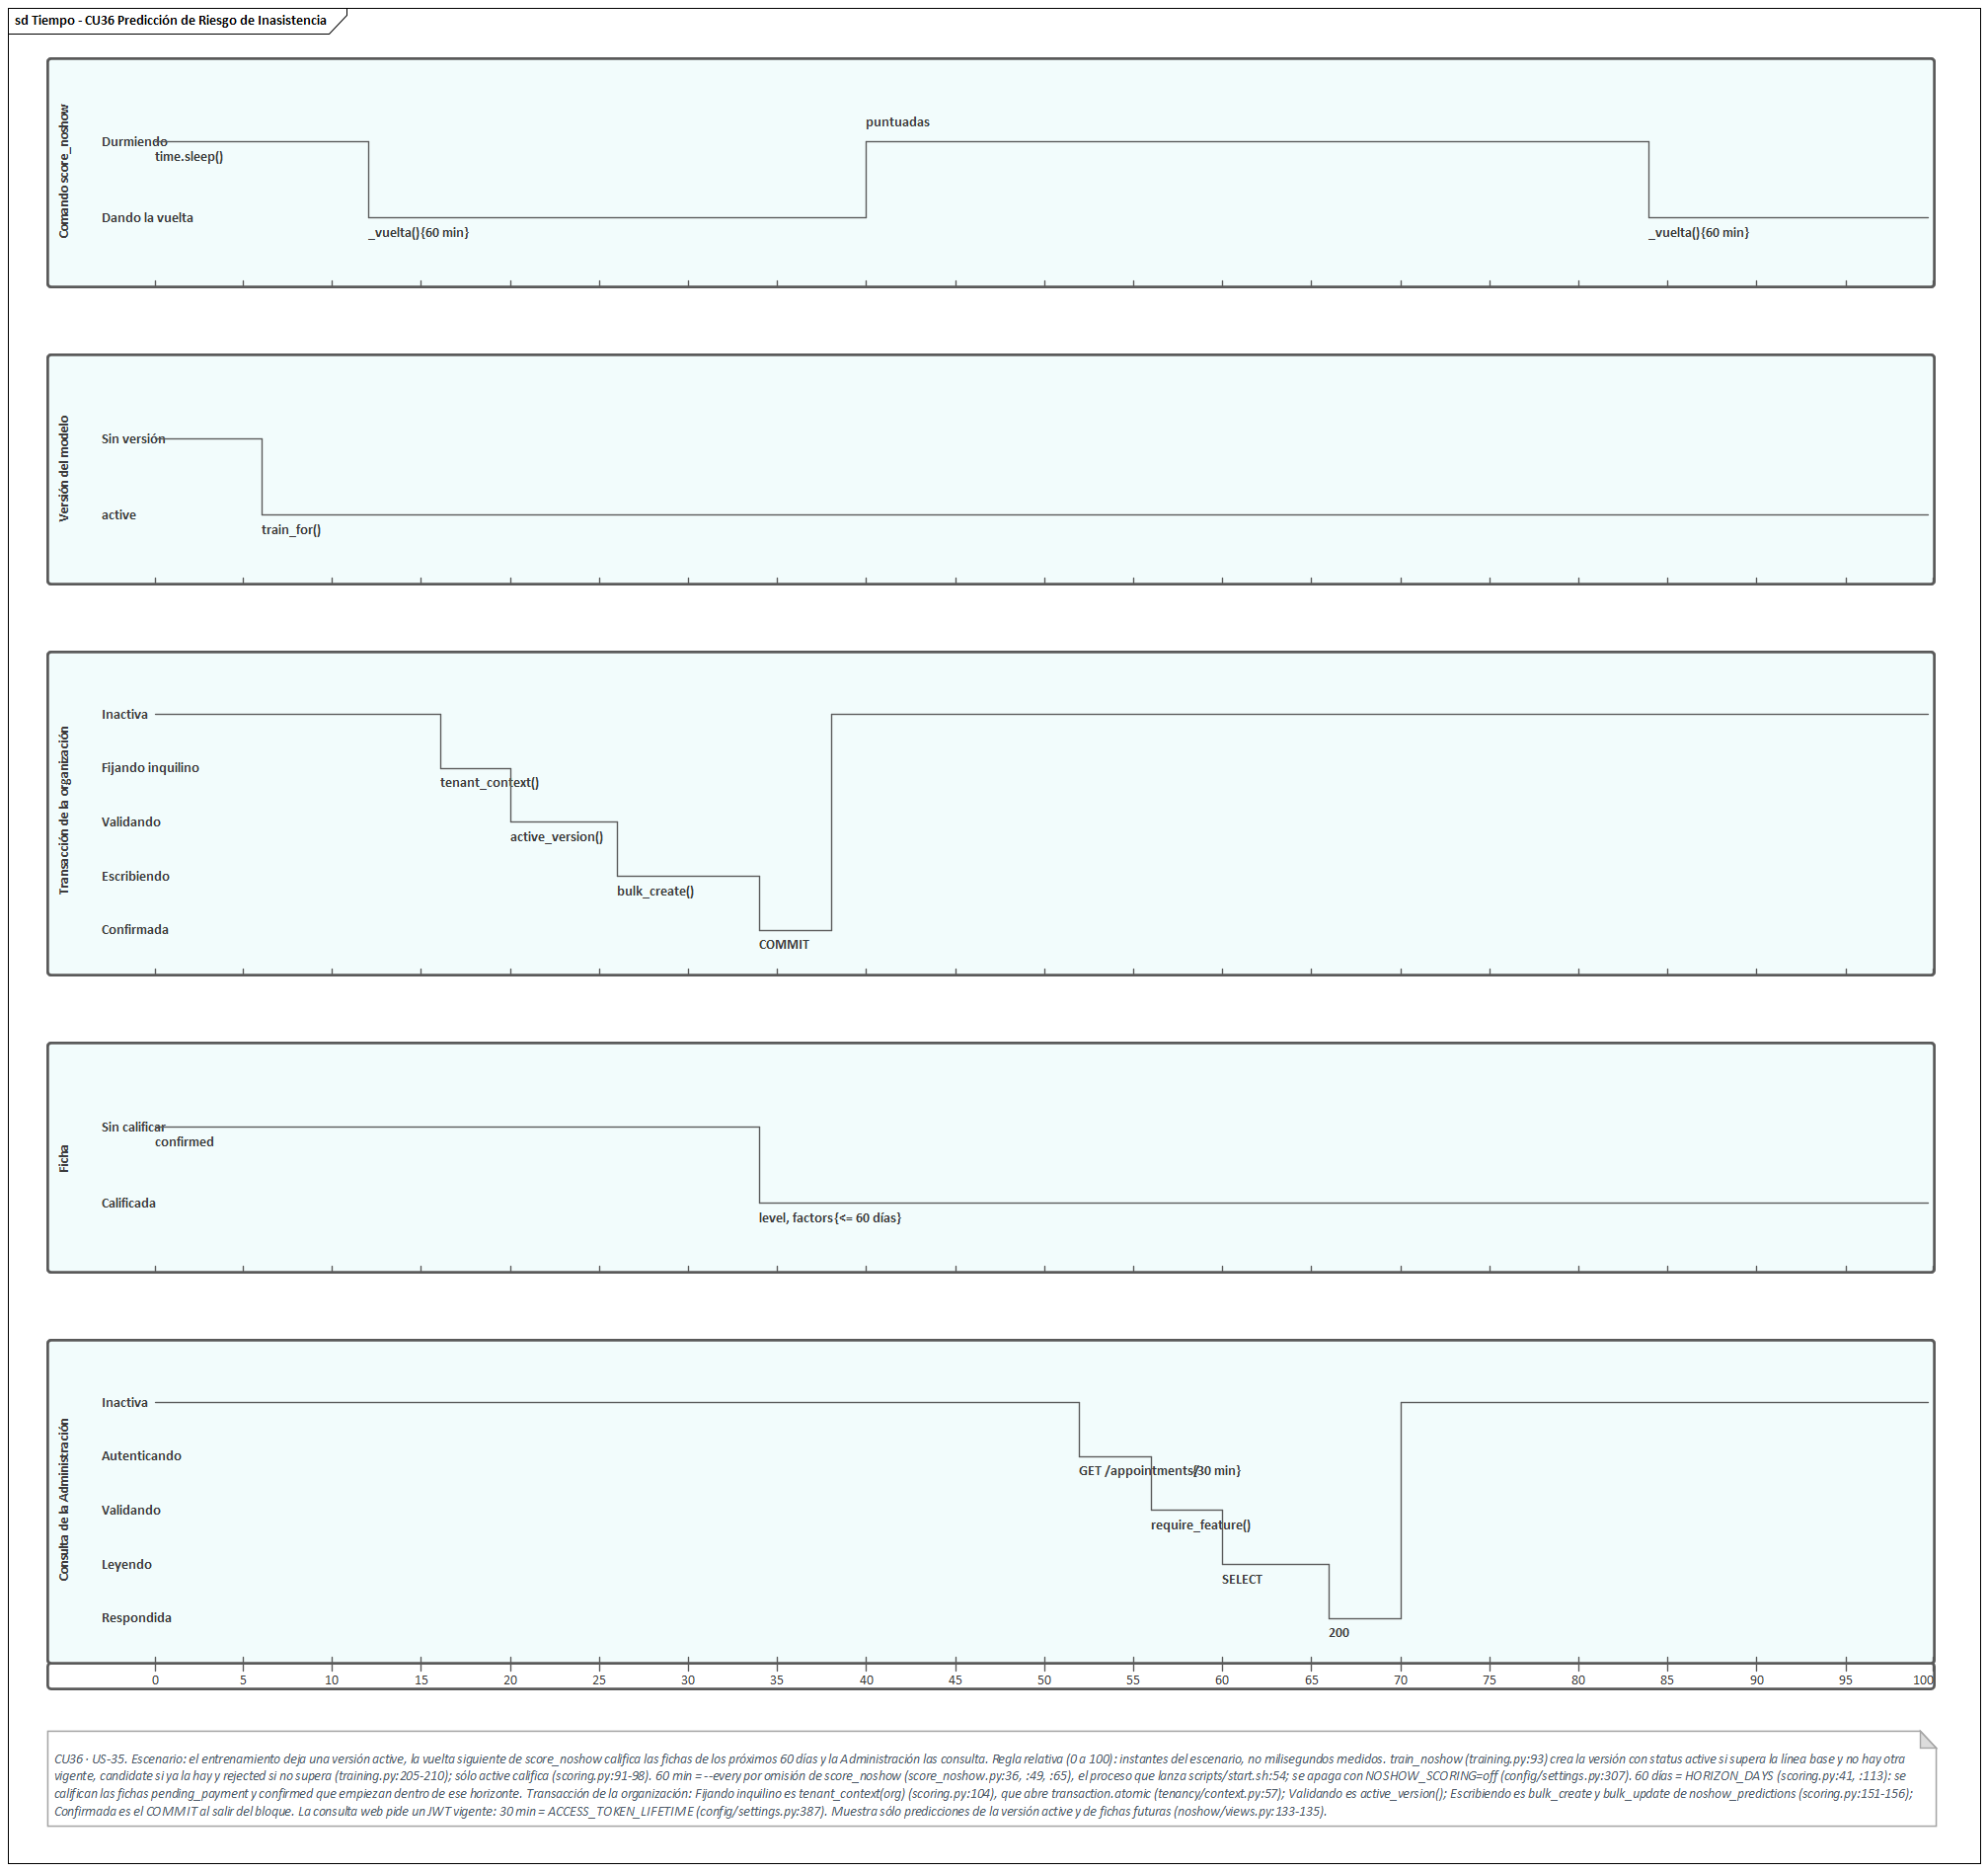 sd Tiempo - CU36 Predicción de Riesgo de Inasistencia
Comando score_noshow
puntuadas
Durmiendo
time.sleep()
Dando la vuelta
_vuelta(){60 min}
_vuelta(){60 min}
Versión del modelo
Sin versión
active
train_for()
Transacción de la organización
Inactiva
Fijando inquilino
tenant_context()
Validando
active_version()
Escribiendo
bulk_create()
Confirmada
COMMIT
Ficha
Sin calificar
confirmed
Calificada
level, factors{<= 60 días}
Consulta de la Administración
Inactiva
Autenticando
GET /appointments/{30 min}
Validando
require_feature()
Leyendo
SELECT
Respondida
200
0 5 10 15 20 25 30 35 40 45 50 55 60 65 70 75 80 85 90 95 100
CU36 · US-35. Escenario: el entrenamiento deja una versión active, la vuelta siguiente de score_noshow califica las fichas de los próximos 60 días y la Administración las consulta. Regla relativa (0 a 100): instantes del escenario, no milisegundos medidos. train_noshow (training.py:93) crea la versión con status active si supera la línea base y no hay otra
vigente, candidate si ya la hay y rejected si no supera (training.py:205-210); sólo active califica (scoring.py:91-98). 60 min = --every por omisión de score_noshow (score_noshow.py:36, :49, :65), el proceso que lanza scripts/start.sh:54; se apaga con NOSHOW_SCORING=off (config/settings.py:307). 60 días = HORIZON_DAYS (scoring.py:41, :113): se
califican las fichas pending_payment y confirmed que empiezan dentro de ese horizonte. Transacción de la organización: Fijando inquilino es tenant_context(org) (scoring.py:104), que abre transaction.atomic (tenancy/context.py:57); Validando es active_version(); Escribiendo es bulk_create y bulk_update de noshow_predictions (scoring.py:151-156);
Confirmada es el COMMIT al salir del bloque. La consulta web pide un JWT vigente: 30 min = ACCESS_TOKEN_LIFETIME (config/settings.py:387). Muestra sólo predicciones de la versión active y de fichas futuras (noshow/views.py:133-135).